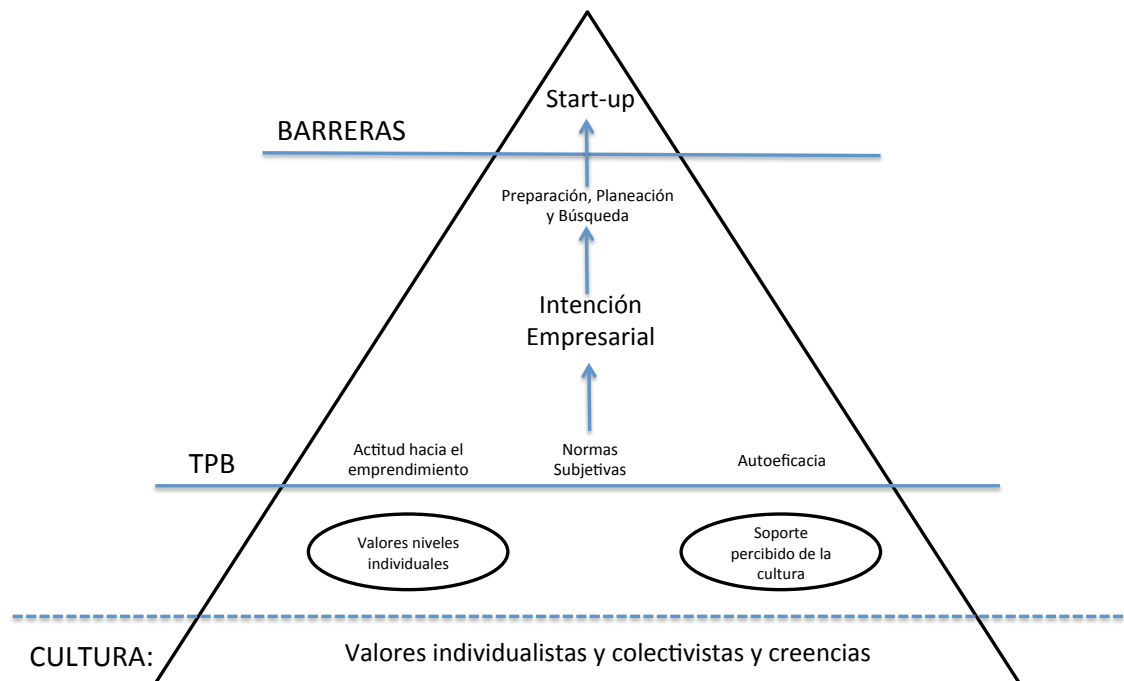 Start-up
BARRERAS
Preparación, Planeación
y Búsqueda
Intención
Empresarial
TPB
Actitud hacia el
emprendimiento
Normas
Subjetivas
Autoeficacia
Valores niveles
individuales
Soporte
percibido de la
cultura
CULTURA:
Valores individualistas y colectivistas y creencias